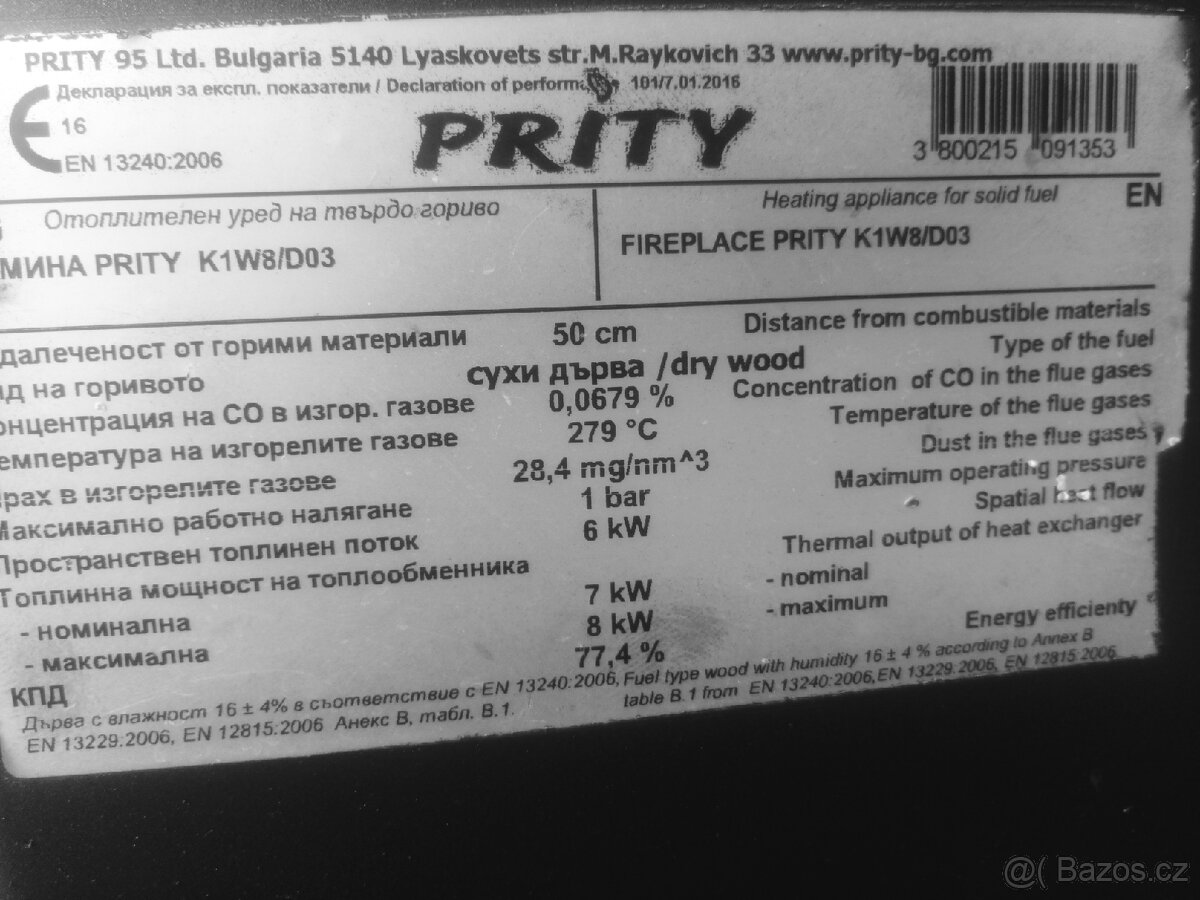 PRITY 95 Ltd. Bulgaria 5140 Lyaskovets str.M.Raykovich 33 www.prity-bg.com
Декларация за експл. показатели / Declaration of 101/7.01.2016
CE 16
EN 13240:2006
PRITY
3 800215 091353
Отоплителен уред на твърдо гориво
МИНА PRITY K1W8/D03
Heating appliance for solid fuel EN
FIREPLACE PRITY K1W8/D03
далеченост от горими материали 50 cm Distance from combustible materials
ид на горивото сухи дърва /dry wood Type of the fuel
онцентрация на CO в изгор. газове 0,0679 % Concentration of CO in the flue gases
емпература на изгорелите газове 279 °C Temperature of the flue gases
рах в изгорелите газове 28,4 mg/nm^3 Dust in the flue gases
Максимално работно налягане 1 bar Maximum operating pressure
Пространствен топлинен поток 6 kW Spatial heat flow
Топлинна мощност на топлообменника Thermal output of heat exchanger
- номинална 7 kW - nominal
- максимална 8 kW - maximum
КПД 77,4 % Energy efficienty
Дърва с влажност 16 ± 4% в съответствие с EN 13240:2006,
EN 13229:2006, EN 12815:2006 Анекс B, табл. B.1.
Fuel type wood with humidity 16 ± 4 % according to Annex B
table B.1 from EN 13240:2006,EN 13229:2006, EN 12815:2006
@( Bazos.cz